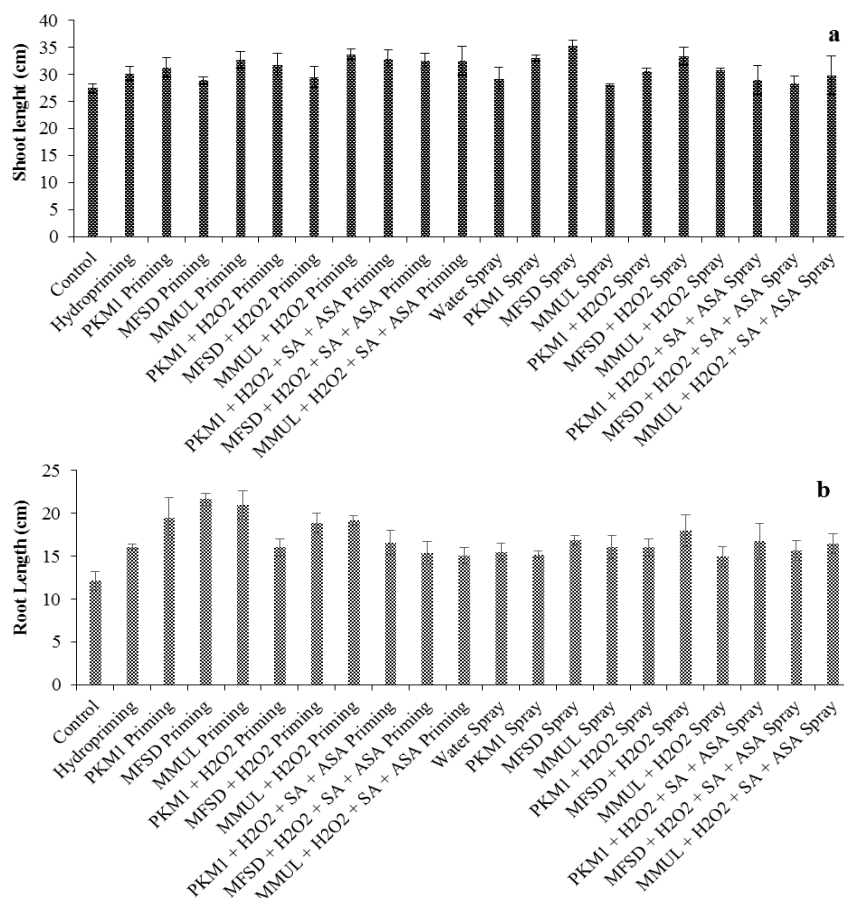 a
Shoot lenght (cm)
40
35
30
25
20
15
10
5
0
Control
Hydropriming
PKM1 Priming
MFSD Priming
MMUL Priming
PKM1 + H2O2 Priming
MFSD + H2O2 Priming
MMUL + H2O2 Priming
PKM1 + H2O2 + SA + ASA Priming
MFSD + H2O2 + SA + ASA Priming
MMUL + H2O2 + SA + ASA Priming
Water Spray
PKM1 Spray
MFSD Spray
MMUL Spray
PKM1 + H2O2 Spray
MFSD + H2O2 Spray
MMUL + H2O2 Spray
PKM1 + H2O2 + SA + ASA Spray
MFSD + H2O2 + SA + ASA Spray
MMUL + H2O2 + SA + ASA Spray
b
Root Length (cm)
25
20
15
10
5
0
Control
Hydropriming
PKM1 Priming
MFSD Priming
MMUL Priming
PKM1 + H2O2 Priming
MFSD + H2O2 Priming
MMUL + H2O2 Priming
PKM1 + H2O2 + SA + ASA Priming
MFSD + H2O2 + SA + ASA Priming
MMUL + H2O2 + SA + ASA Priming
Water Spray
PKM1 Spray
MFSD Spray
MMUL Spray
PKM1 + H2O2 Spray
MFSD + H2O2 Spray
MMUL + H2O2 Spray
PKM1 + H2O2 + SA + ASA Spray
MFSD + H2O2 + SA + ASA Spray
MMUL + H2O2 + SA + ASA Spray